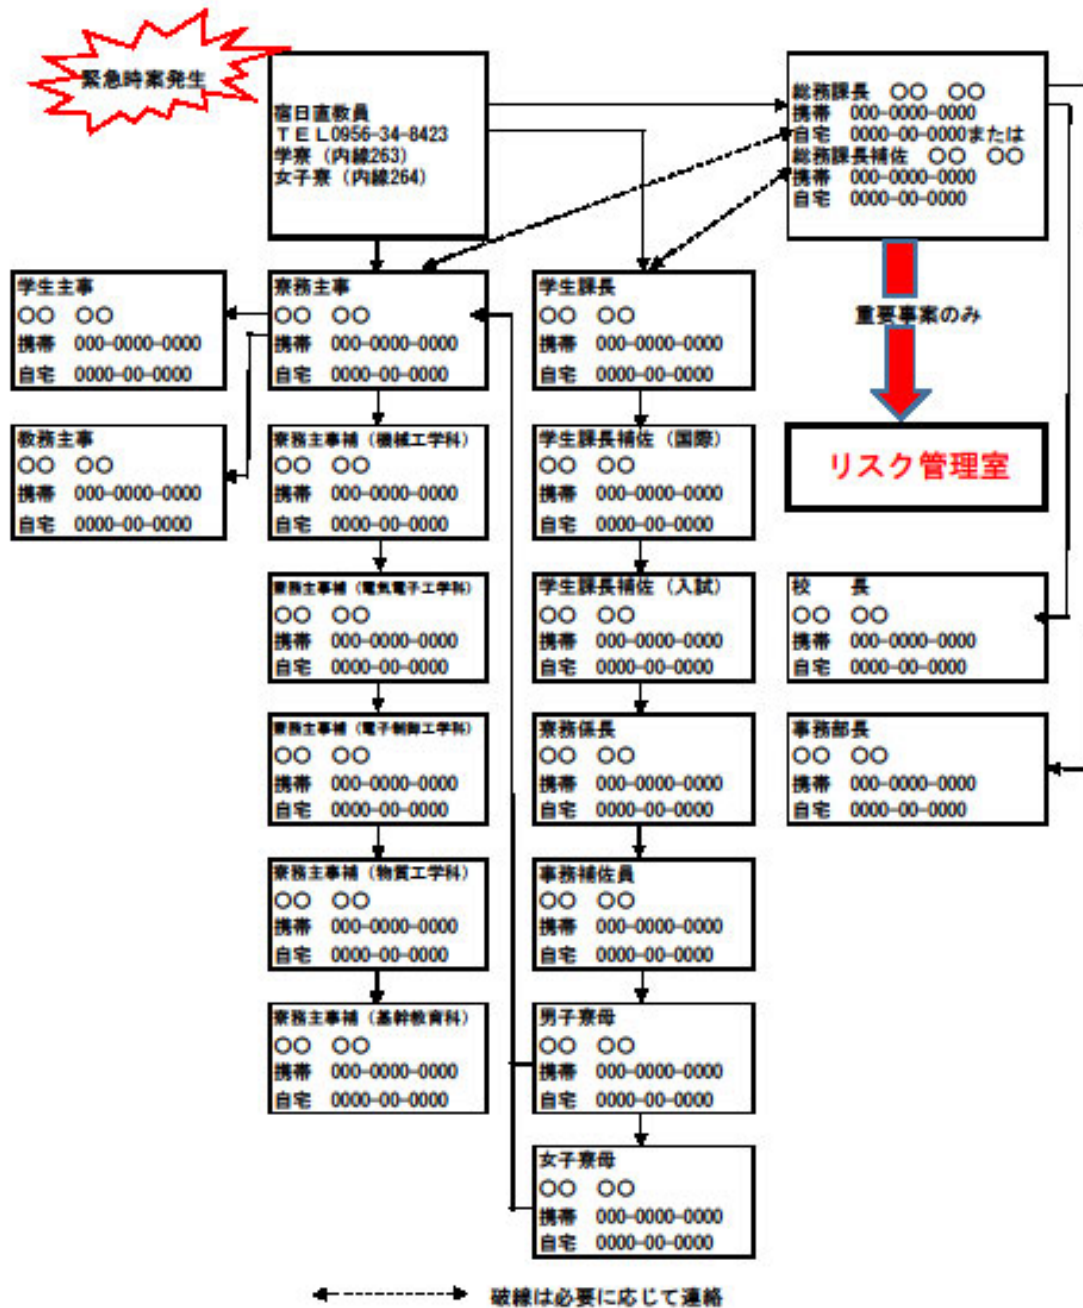 緊急時案発生
宿日直教員
ＴＥＬ0956-34-8423
学寮（内線263）
女子寮（内線264）
総務課長　〇〇　〇〇
携帯　000-0000-0000
自宅　0000-00-0000または
総務課長補佐　〇〇　〇〇
携帯　000-0000-0000
自宅　0000-00-0000
学生主事
〇〇　〇〇
携帯　000-0000-0000
自宅　0000-00-0000
寮務主事
〇〇　〇〇
携帯　000-0000-0000
自宅　0000-00-0000
学生課長
〇〇　〇〇
携帯　000-0000-0000
自宅　0000-00-0000
重要事案のみ
教務主事
〇〇　〇〇
携帯　000-0000-0000
自宅　0000-00-0000
寮務主事補（機械工学科）
〇〇　〇〇
携帯　000-0000-0000
自宅　0000-00-0000
学生課長補佐（国際）
〇〇　〇〇
携帯　000-0000-0000
自宅　0000-00-0000
リスク管理室
寮務主事補（電気電子工学科）
〇〇　〇〇
携帯　000-0000-0000
自宅　0000-00-0000
学生課長補佐（入試）
〇〇　〇〇
携帯　000-0000-0000
自宅　0000-00-0000
校　　長
〇〇　〇〇
携帯　000-0000-0000
自宅　0000-00-0000
寮務主事補（電子制御工学科）
〇〇　〇〇
携帯　000-0000-0000
自宅　0000-00-0000
寮務係長
〇〇　〇〇
携帯　000-0000-0000
自宅　0000-00-0000
事務部長
〇〇　〇〇
携帯　000-0000-0000
自宅　0000-00-0000
寮務主事補（物質工学科）
〇〇　〇〇
携帯　000-0000-0000
自宅　0000-00-0000
事務補佐員
〇〇　〇〇
携帯　000-0000-0000
自宅　0000-00-0000
寮務主事補（基幹教育科）
〇〇　〇〇
携帯　000-0000-0000
自宅　0000-00-0000
男子寮母
〇〇　〇〇
携帯　000-0000-0000
自宅　0000-00-0000
女子寮母
〇〇　〇〇
携帯　000-0000-0000
自宅　0000-00-0000
破線は必要に応じて連絡